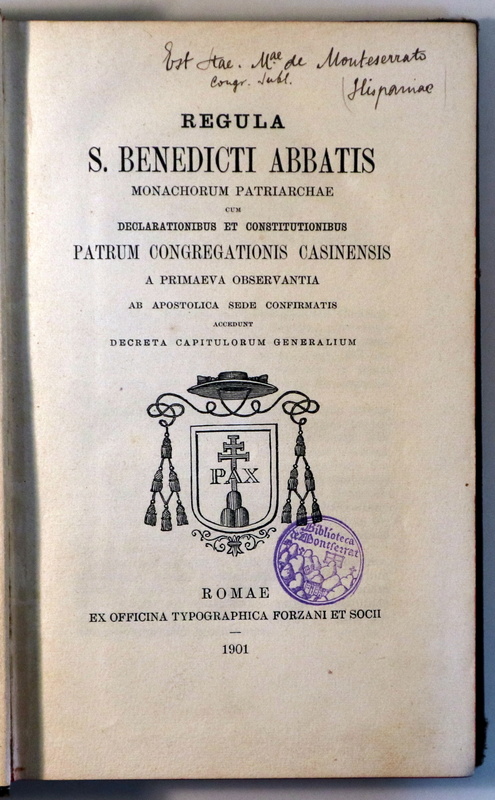 Est Stae. Mae de Monteserrato
Congr. Subl.
(Hispaniae)
REGULA
S. BENEDICTI ABBATIS
MONACHORUM PATRIARCHAE
CUM
DECLARATIONIBUS ET CONSTITUTIONIBUS
PATRUM CONGREGATIONIS CASINENSIS
A PRIMAEVA OBSERVANTIA
AB APOSTOLICA SEDE CONFIRMATIS
ACCEDUNT
DECRETA CAPITULORUM GENERALIUM
PAX
Biblioteca
de Montserrat
ROMAE
EX OFFICINA TYPOGRAPHICA FORZANI ET SOCII
1901